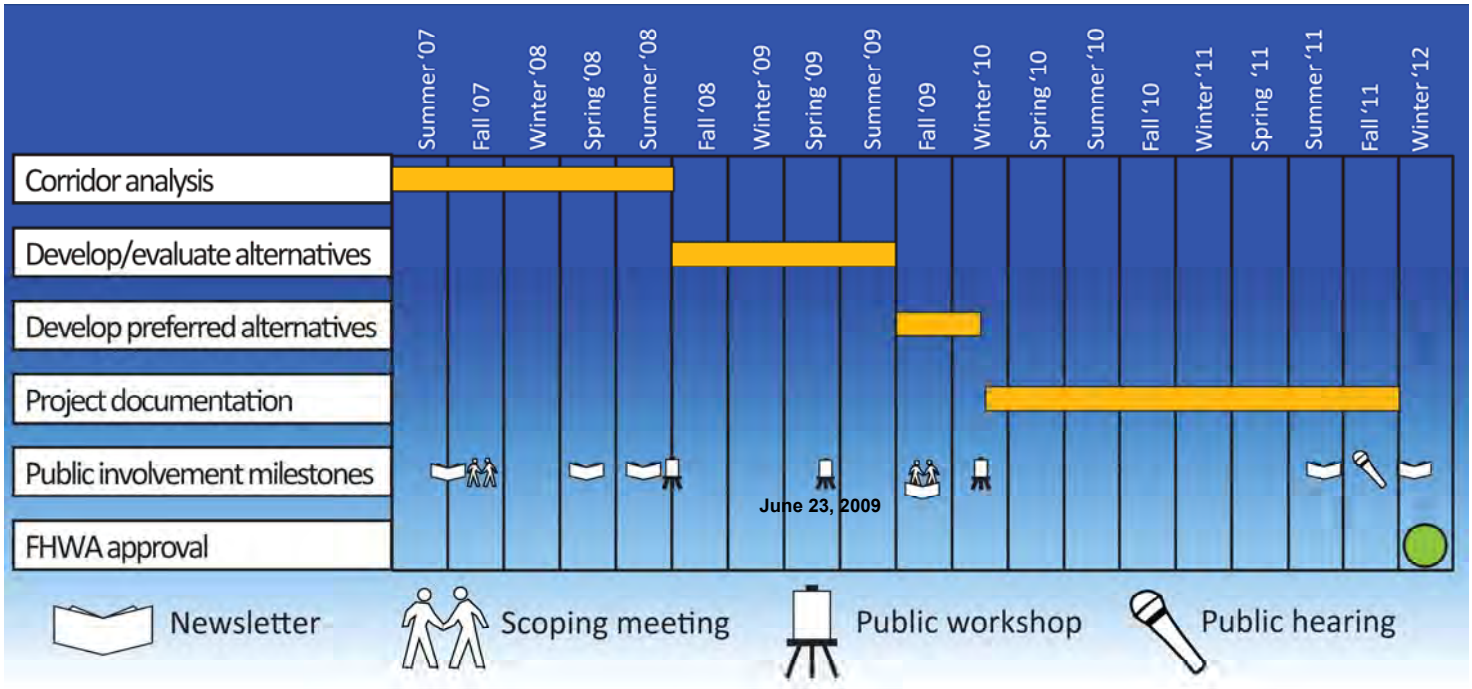 Summer '07
Fall '07
Winter '08
Spring '08
Summer '08
Fall '08
Winter '09
Spring '09
Summer '09
Fall '09
Winter '10
Spring '10
Summer '10
Fall '10
Winter '11
Spring '11
Summer '11
Fall '11
Winter '12
Corridor analysis
Develop/evaluate alternatives
Develop preferred alternatives
Project documentation
Public involvement milestones
June 23, 2009
FHWA approval
Newsletter
Scoping meeting
Public workshop
Public hearing